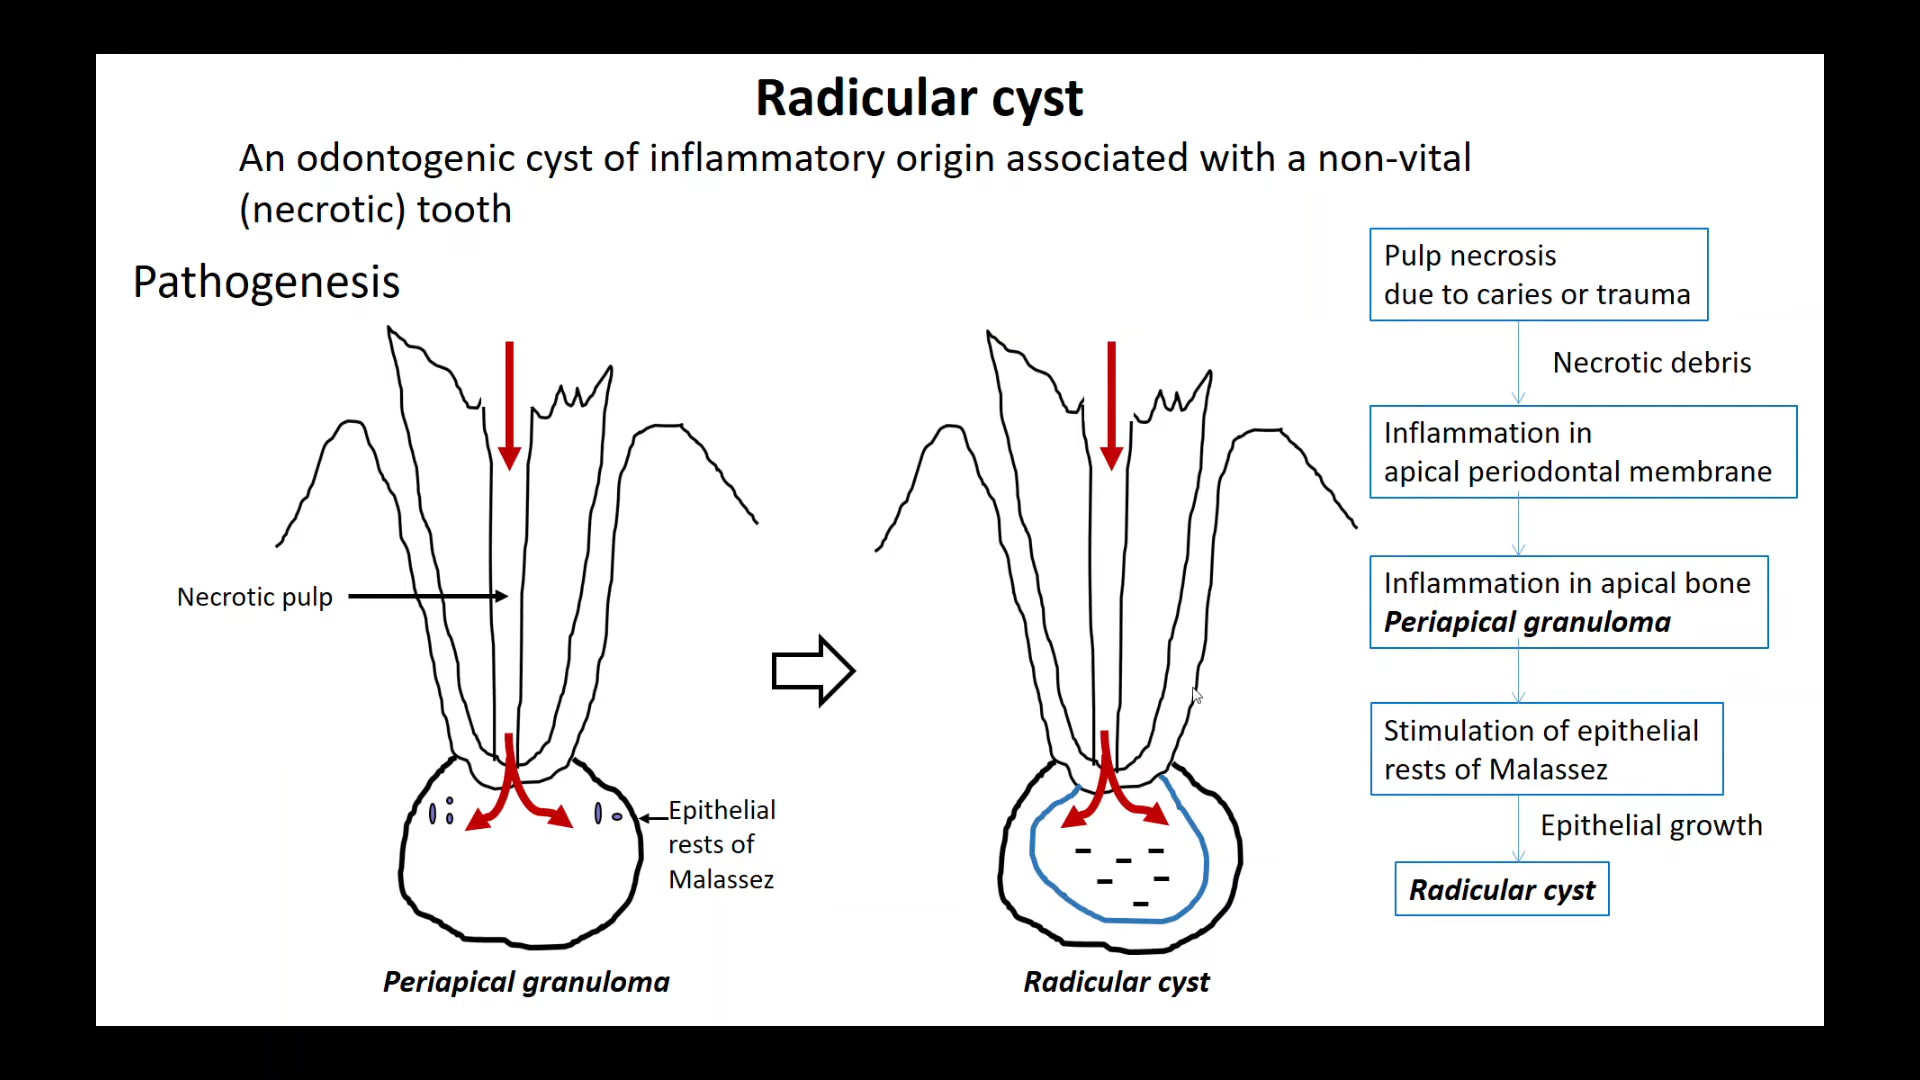 Radicular cyst
An odontogenic cyst of inflammatory origin associated with a non-vital
(necrotic) tooth
Pathogenesis
Necrotic pulp
Epithelial
rests of
Malassez
Periapical granuloma
Radicular cyst
Pulp necrosis
due to caries or trauma
Necrotic debris
Inflammation in
apical periodontal membrane
Inflammation in apical bone
Periapical granuloma
Stimulation of epithelial
rests of Malassez
Epithelial growth
Radicular cyst